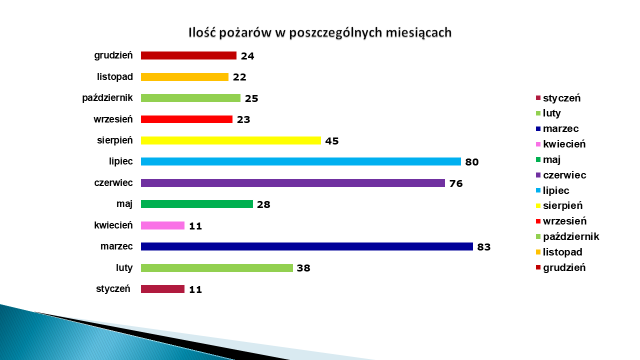 Ilość pożarów w poszczególnych miesiącach
grudzień 24
listopad 22
październik 25
wrzesień 23
sierpień 45
lipiec 80
czerwiec 76
maj 28
kwiecień 11
marzec 83
luty 38
styczeń 11
styczeń
luty
marzec
kwiecień
maj
czerwiec
lipiec
sierpień
wrzesień
październik
listopad
grudzień